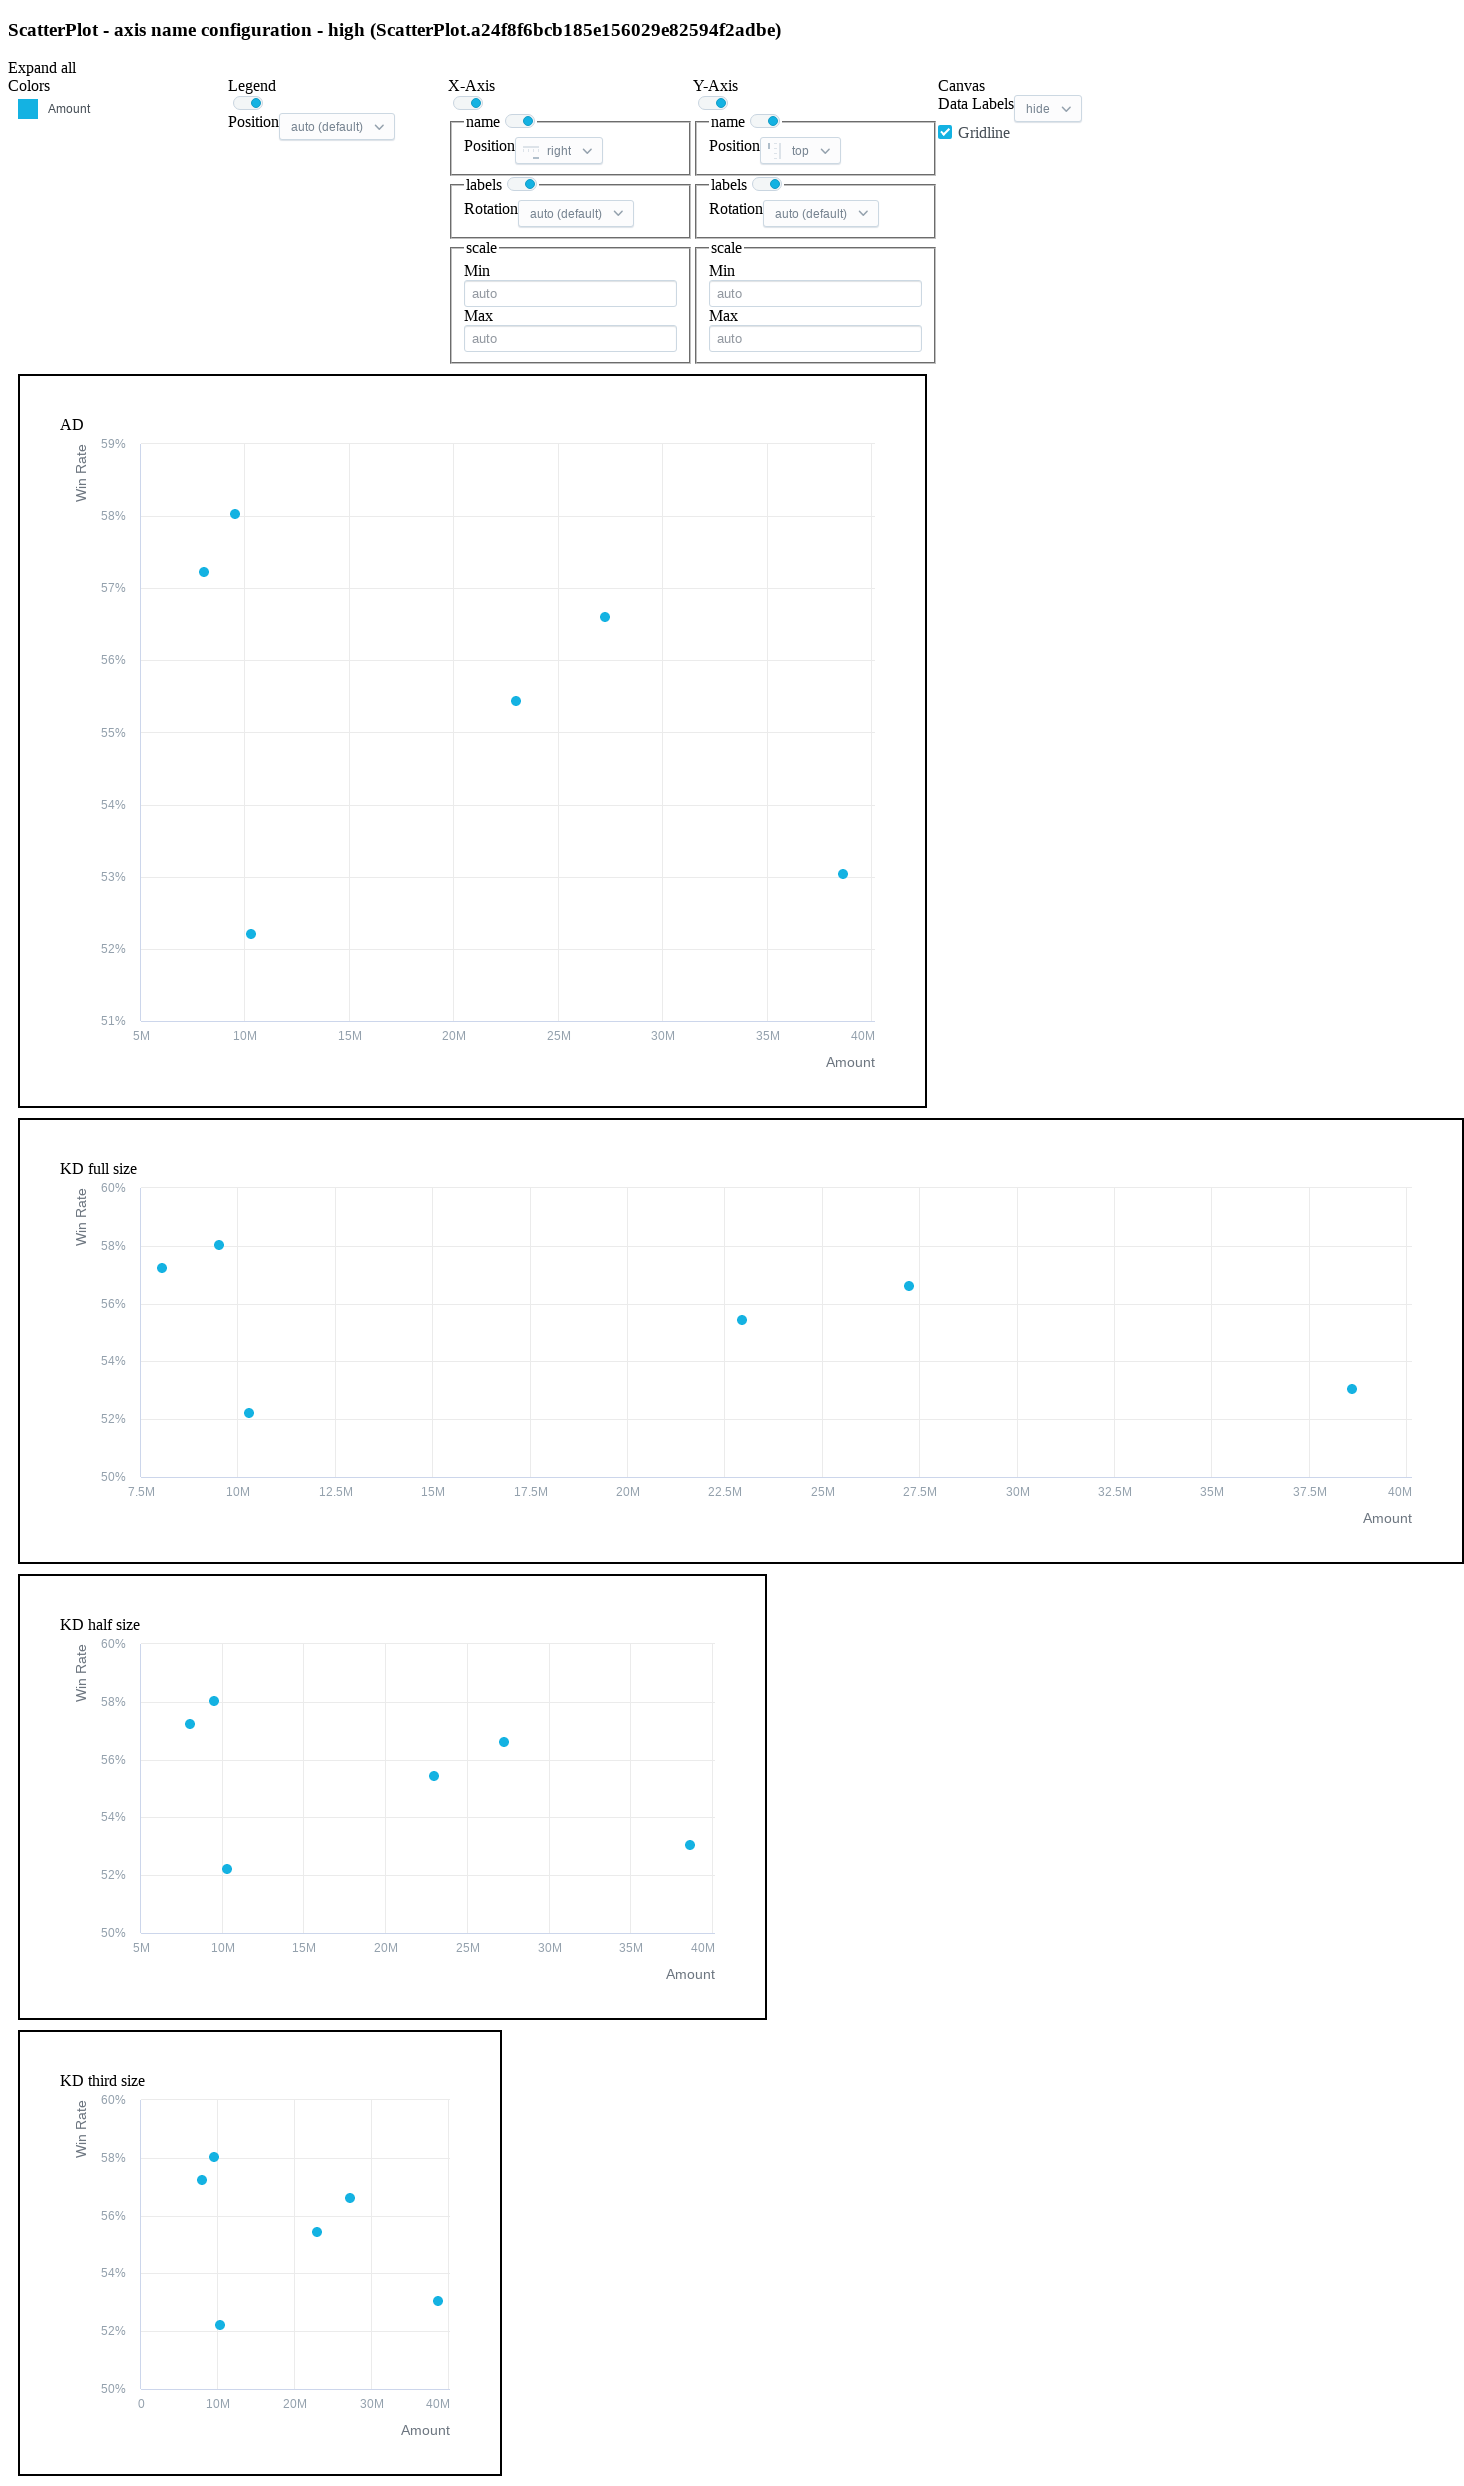 ScatterPlot - axis name configuration - high (ScatterPlot.a24f8f6bcb185e156029e82594f2adbe)
Expand all
Colors
Amount
Legend
Position auto (default)
X-Axis
name
Position right
labels
Rotation auto (default)
scale
Min
auto
Max
auto
Y-Axis
name
Position top
labels
Rotation auto (default)
scale
Min
auto
Max
auto
Canvas
Data Labels hide
Gridline
AD
Win Rate
59%
58%
57%
56%
55%
54%
53%
52%
51%
5M 10M 15M 20M 25M 30M 35M 40M
Amount
KD full size
Win Rate
60%
58%
56%
54%
52%
50%
7.5M 10M 12.5M 15M 17.5M 20M 22.5M 25M 27.5M 30M 32.5M 35M 37.5M 40M
Amount
KD half size
Win Rate
60%
58%
56%
54%
52%
50%
5M 10M 15M 20M 25M 30M 35M 40M
Amount
KD third size
Win Rate
60%
58%
56%
54%
52%
50%
0 10M 20M 30M 40M
Amount